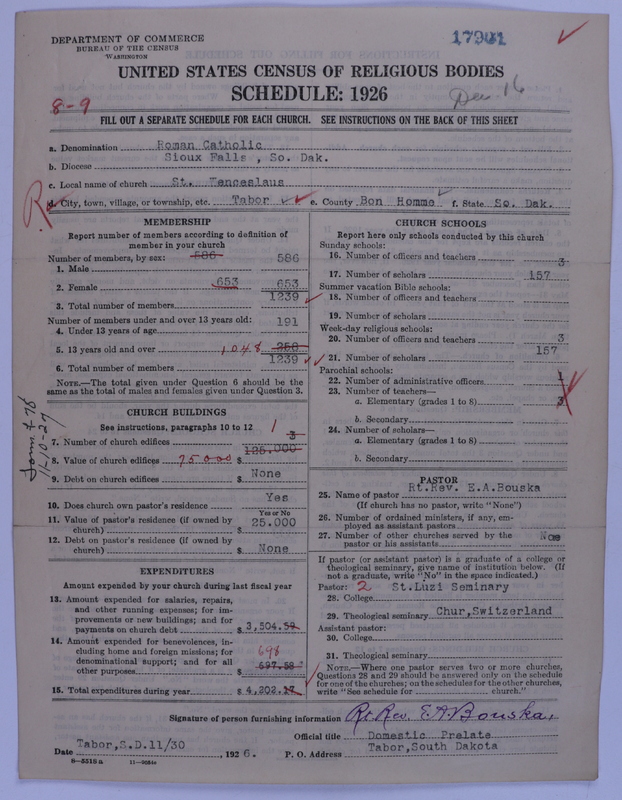 DEPARTMENT OF COMMERCE
BUREAU OF THE CENSUS
WASHINGTON
17901
UNITED STATES CENSUS OF RELIGIOUS BODIES
SCHEDULE: 1926
8-9
Dec 16
FILL OUT A SEPARATE SCHEDULE FOR EACH CHURCH. SEE INSTRUCTIONS ON THE BACK OF THIS SHEET
a. Denomination Roman Catholic
b. Diocese Sioux Falls, So. Dak.
c. Local name of church St. Wenceslaus
d. City, town, village, or township, etc. Tabor e. County Bon Homme f. State So. Dak.
R
MEMBERSHIP
Report number of members according to definition of
member in your church
Number of members, by sex: 586 586
1. Male
2. Female 653 653
3. Total number of members 1239
Number of members under and over 13 years old:
4. Under 13 years of age 191
5. 13 years old and over 1048
6. Total number of members 1239
NOTE.—The total given under Question 6 should be the
same as the total of males and females given under Question 3.
CHURCH BUILDINGS
See instructions, paragraphs 10 to 12
7. Number of church edifices 1 3
8. Value of church edifices 75000 $ 125.000
9. Debt on church edifices $ None
10. Does church own pastor's residence Yes
Yes or No
11. Value of pastor's residence (if owned by
church) $ 25.000
12. Debt on pastor's residence (if owned by
church) $ None
EXPENDITURES
Amount expended by your church during last fiscal year
13. Amount expended for salaries, repairs,
and other running expenses; for im-
provements or new buildings; and for
payments on church debt $ 3,504.59
14. Amount expended for benevolences, in-
cluding home and foreign missions; for
denominational support; and for all
other purposes 698 $ 697.58
15. Total expenditures during year $ 4,202.17
CHURCH SCHOOLS
Report here only schools conducted by this church
Sunday schools:
16. Number of officers and teachers 3
17. Number of scholars 157
Summer vacation Bible schools:
18. Number of officers and teachers
19. Number of scholars
Week-day religious schools:
20. Number of officers and teachers 3
21. Number of scholars 157
Parochial schools:
22. Number of administrative officers 1
23. Number of teachers—
a. Elementary (grades 1 to 8) 3
b. Secondary
24. Number of scholars—
a. Elementary (grades 1 to 8)
b. Secondary
PASTOR
25. Name of pastor Rt.Rev. E.A.Bouska
(If church has no pastor, write "None")
26. Number of ordained ministers, if any, em-
ployed as assistant pastors
27. Number of other churches served by the
pastor or his assistants
If pastor (or assistant pastor) is a graduate of a college or
theological seminary, give name of institution below. (If
not a graduate, write "No" in the space indicated.)
Pastor: 2 St.Luzi Seminary
28. College
29. Theological seminary Chur,Switzerland
Assistant pastor:
30. College
31. Theological seminary
NOTE.—Where one pastor serves two or more churches,
Questions 28 and 29 should be answered only on the schedule
for one of the churches; on the schedules for the other churches,
write "See schedule for church."
Signature of person furnishing information Rt. Rev. E.A. Bouska,
Official title Domestic Prelate
Date Tabor,S.D.11/30, 1926. P. O. Address Tabor,South Dakota